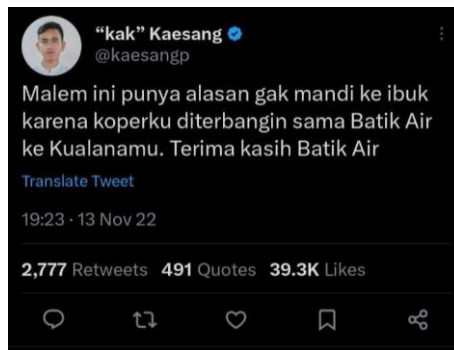 “kak” Kaesang
@kaesangp
Malem ini punya alasan gak mandi ke ibuk
karena koperku diterbangin sama Batik Air
ke Kualanamu. Terima kasih Batik Air
Translate Tweet
19:23 · 13 Nov 22
2,777 Retweets 491 Quotes 39.3K Likes